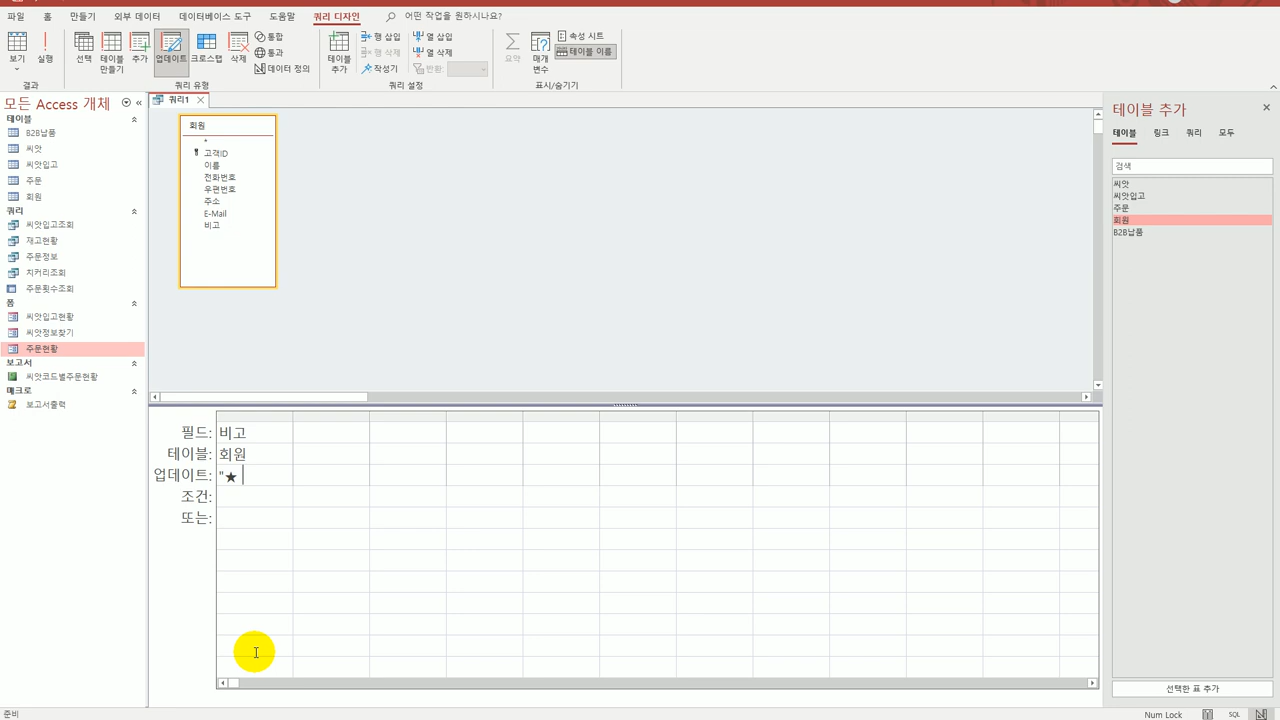 파일 홈 만들기 외부 데이터 데이터베이스 도구 도움말 쿼리 디자인 어떤 작업을 원하시나요?
보기 실행 선택 테이블 만들기 추가 업데이트 크로스탭 삭제 통합 통과 데이터 정의 테이블 추가 행 삽입 행 삭제 작성기 열 삽입 열 삭제 반환: 요약 매개 변수 속성 시트 테이블 이름
결과 쿼리 유형 쿼리 설정 표시/숨기기
모든 Access 개체
테이블
B2B납품
씨앗
씨앗입고
주문
회원
쿼리
씨앗입고조회
재고현황
주문정보
치커리조회
주문횟수조회
폼
씨앗입고현황
씨앗정보찾기
주문현황
보고서
씨앗코드별주문현황
매크로
보고서출력
쿼리1
회원
*
고객ID
이름
전화번호
우편번호
주소
E-Mail
비고
필드: 비고
테이블: 회원
업데이트: "★
조건:
또는:
테이블 추가
테이블 링크 쿼리 모두
검색
씨앗
씨앗입고
주문
회원
B2B납품
선택한 표 추가
준비 Num Lock SQL